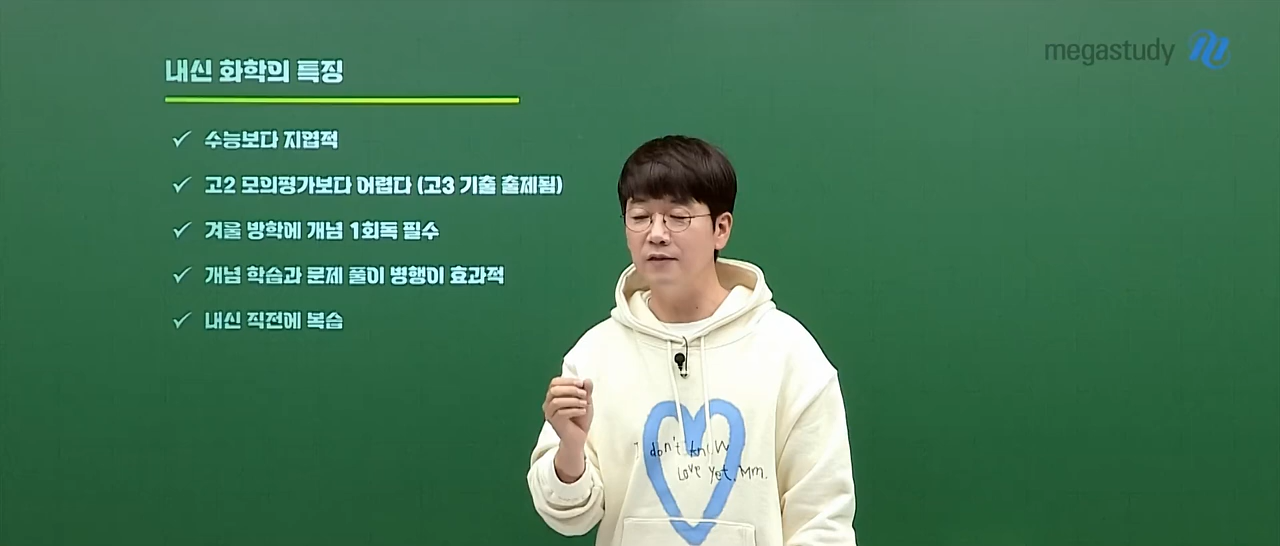 내신 화학의 특징
megastudy
✓ 수능보다 지엽적
✓ 고2 모의평가보다 어렵다 (고3 기출 출제됨)
✓ 겨울 방학에 개념 1회독 필수
✓ 개념 학습과 문제 풀이 병행이 효과적
✓ 내신 직전에 복습
I don't know
Love yet. Mm.